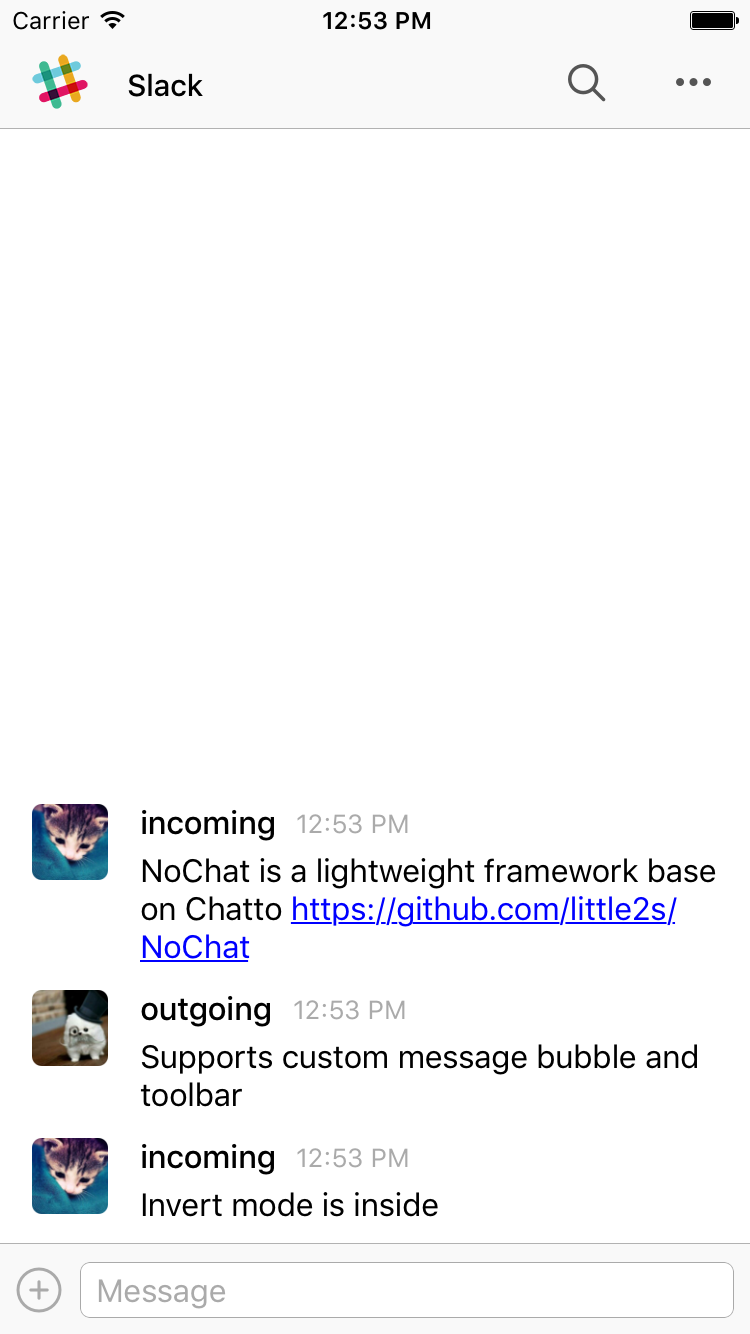 Carrier 12:53 PM
Slack
incoming 12:53 PM
NoChat is a lightweight framework base
on Chatto https://github.com/little2s/
NoChat
outgoing 12:53 PM
Supports custom message bubble and
toolbar
incoming 12:53 PM
Invert mode is inside
Message